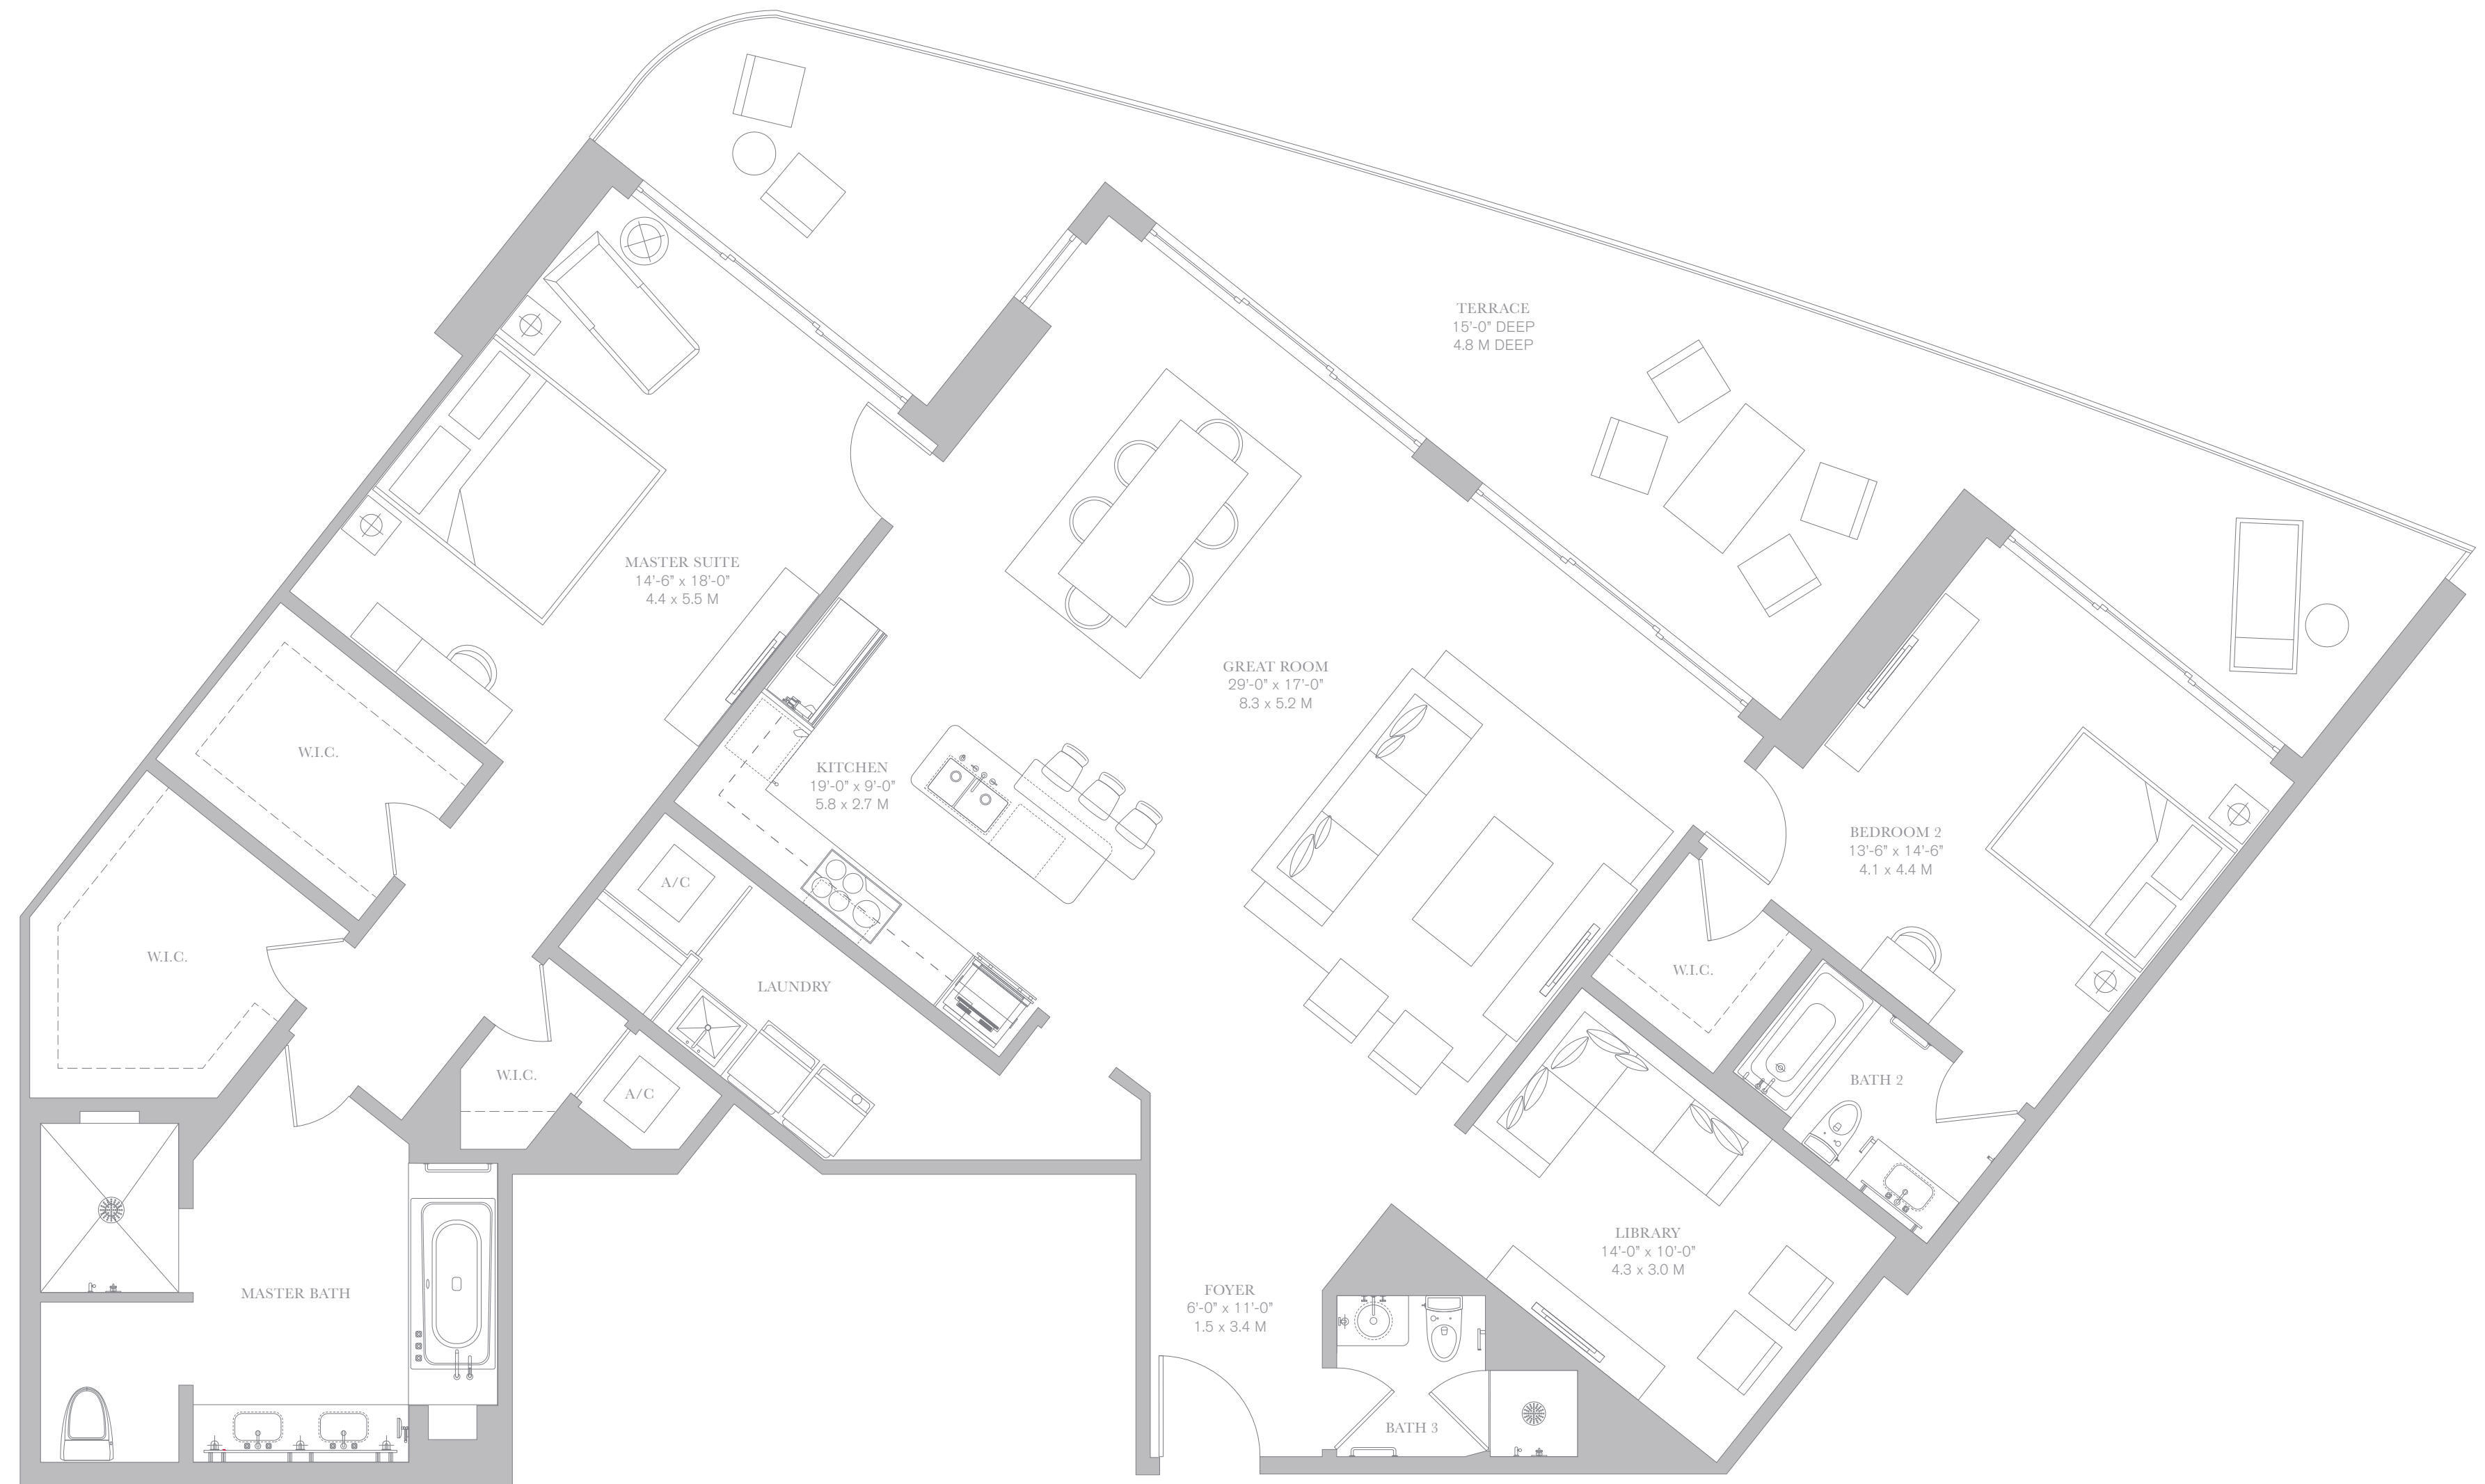 TERRACE
15'-0" DEEP
4.8 M DEEP
MASTER SUITE
14'-6" x 18'-0"
4.4 x 5.5 M
GREAT ROOM
29'-0" x 17'-0"
8.3 x 5.2 M
W.I.C.
KITCHEN
19'-0" x 9'-0"
5.8 x 2.7 M
BEDROOM 2
13'-6" x 14'-6"
4.1 x 4.4 M
A/C
W.I.C.
W.I.C.
LAUNDRY
W.I.C.
A/C
BATH 2
LIBRARY
14'-0" x 10'-0"
4.3 x 3.0 M
MASTER BATH
FOYER
6'-0" x 11'-0"
1.5 x 3.4 M
BATH 3